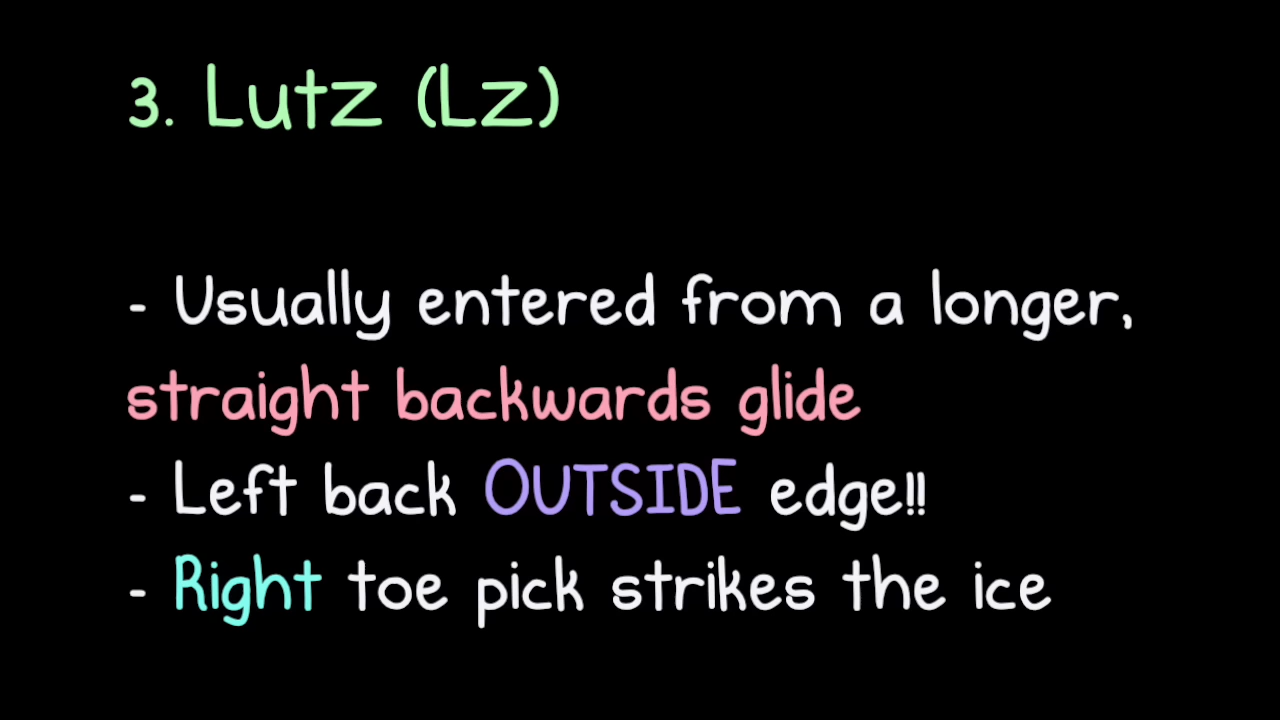 3. Lutz (Lz)
- Usually entered from a longer,
straight backwards glide
- Left back OUTSIDE edge!!
- Right toe pick strikes the ice